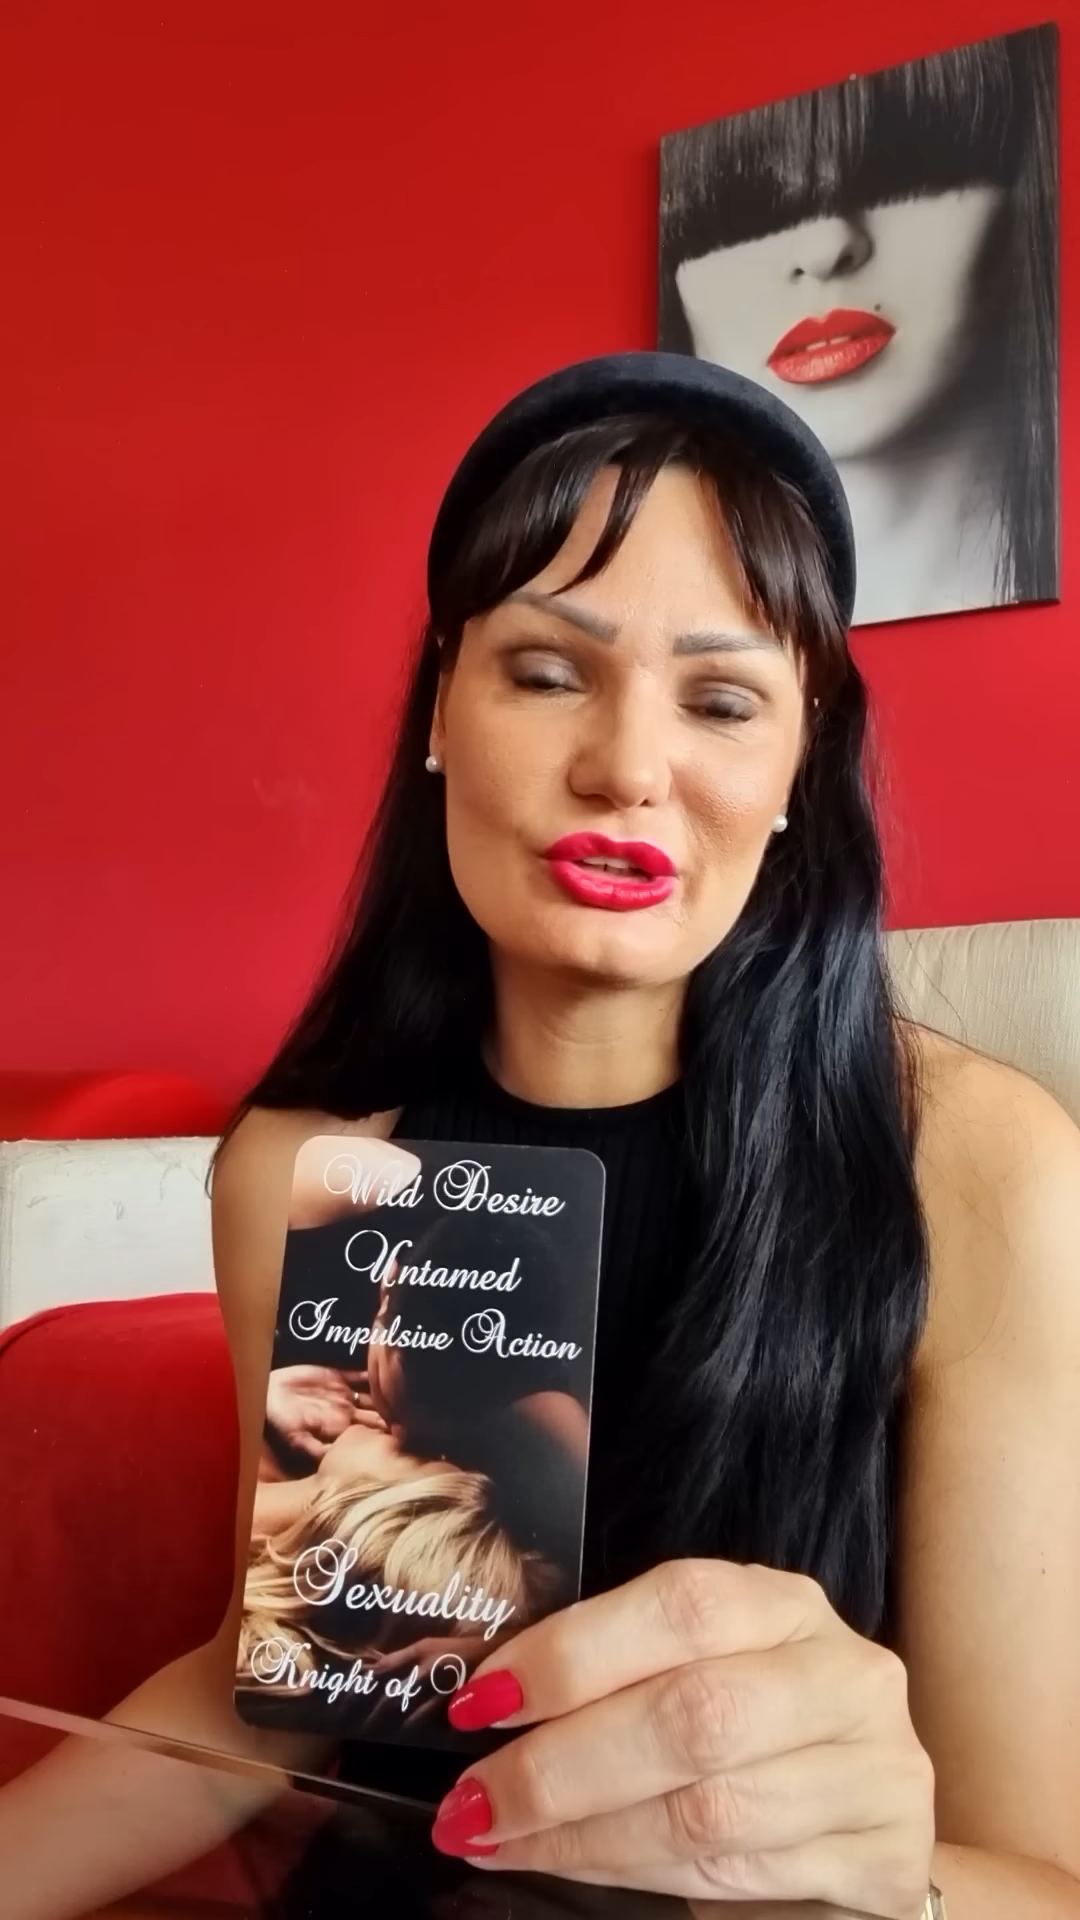 Wild Desire
Untamed
Impulsive Action
Sexuality
Knight of